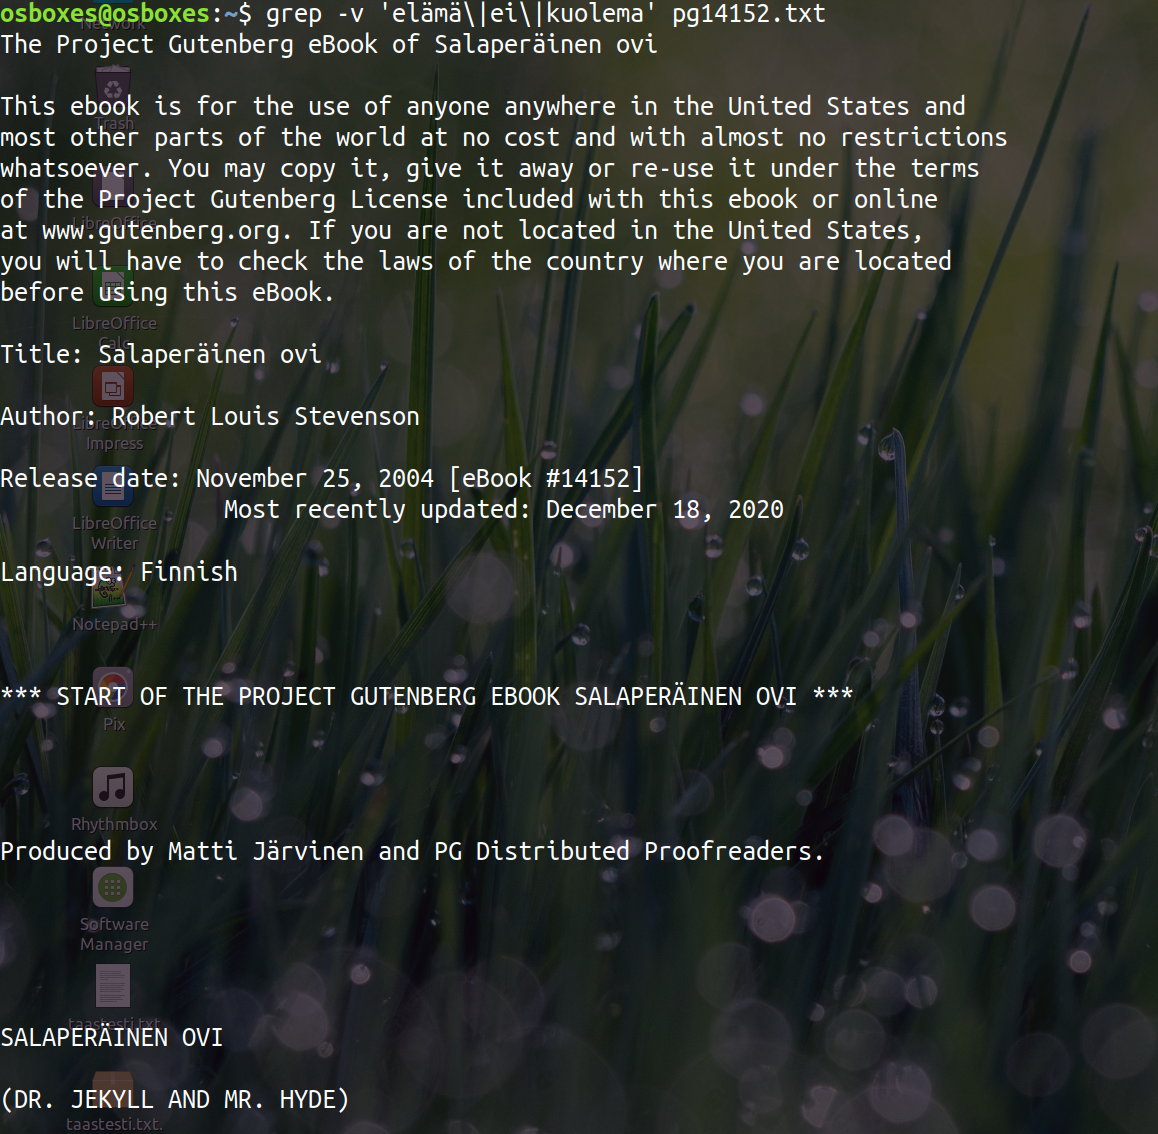 osboxes@osboxes:~$ grep -v 'elämä\|ei\|kuolema' pg14152.txt
Network
The Project Gutenberg eBook of Salaperäinen ovi
This ebook is for the use of anyone anywhere in the United States and
Trash
most other parts of the world at no cost and with almost no restrictions
whatsoever. You may copy it, give it away or re-use it under the terms
of the Project Gutenberg License included with this ebook or online
LibreOffice
at www.gutenberg.org. If you are not located in the United States,
you will have to check the laws of the country where you are located
before using this eBook.
LibreOffice
Calc
Title: Salaperäinen ovi
Author: Robert Louis Stevenson
LibreOffice
Impress
Release date: November 25, 2004 [eBook #14152]
Most recently updated: December 18, 2020
LibreOffice
Writer
Language: Finnish
Notepad++
*** START OF THE PROJECT GUTENBERG EBOOK SALAPERÄINEN OVI ***
Pix
Rhythmbox
Produced by Matti Järvinen and PG Distributed Proofreaders.
Software
Manager
taastesti.txt
SALAPERÄINEN OVI
(DR. JEKYLL AND MR. HYDE)
taastesti.txt.